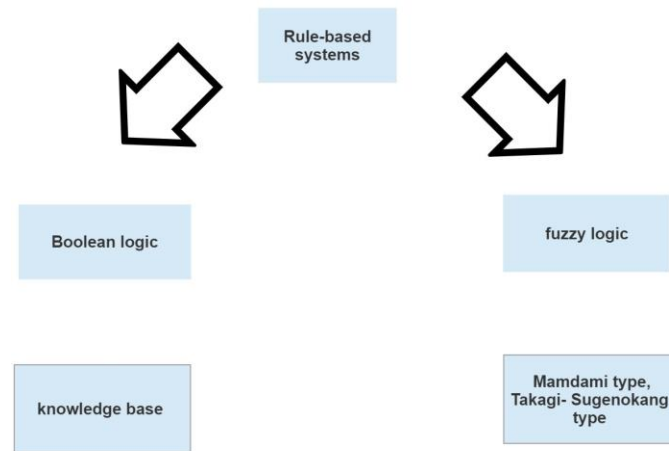 Rule-based
systems
Boolean logic
fuzzy logic
knowledge base
Mamdami type,
Takagi- Sugenokang
type